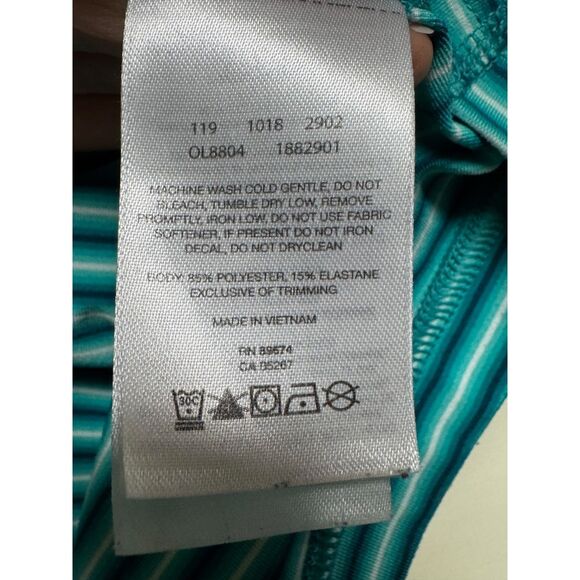 119 1018 2902
OL8804 1882901
MACHINE WASH COLD GENTLE, DO NOT
BLEACH, TUMBLE DRY LOW, REMOVE
PROMPTLY, IRON LOW, DO NOT USE FABRIC
SOFTENER. IF PRESENT DO NOT IRON
DECAL, DO NOT DRYCLEAN
BODY: 85% POLYESTER, 15% ELASTANE
EXCLUSIVE OF TRIMMING
MADE IN VIETNAM
RN 89674
CA 05267
30C